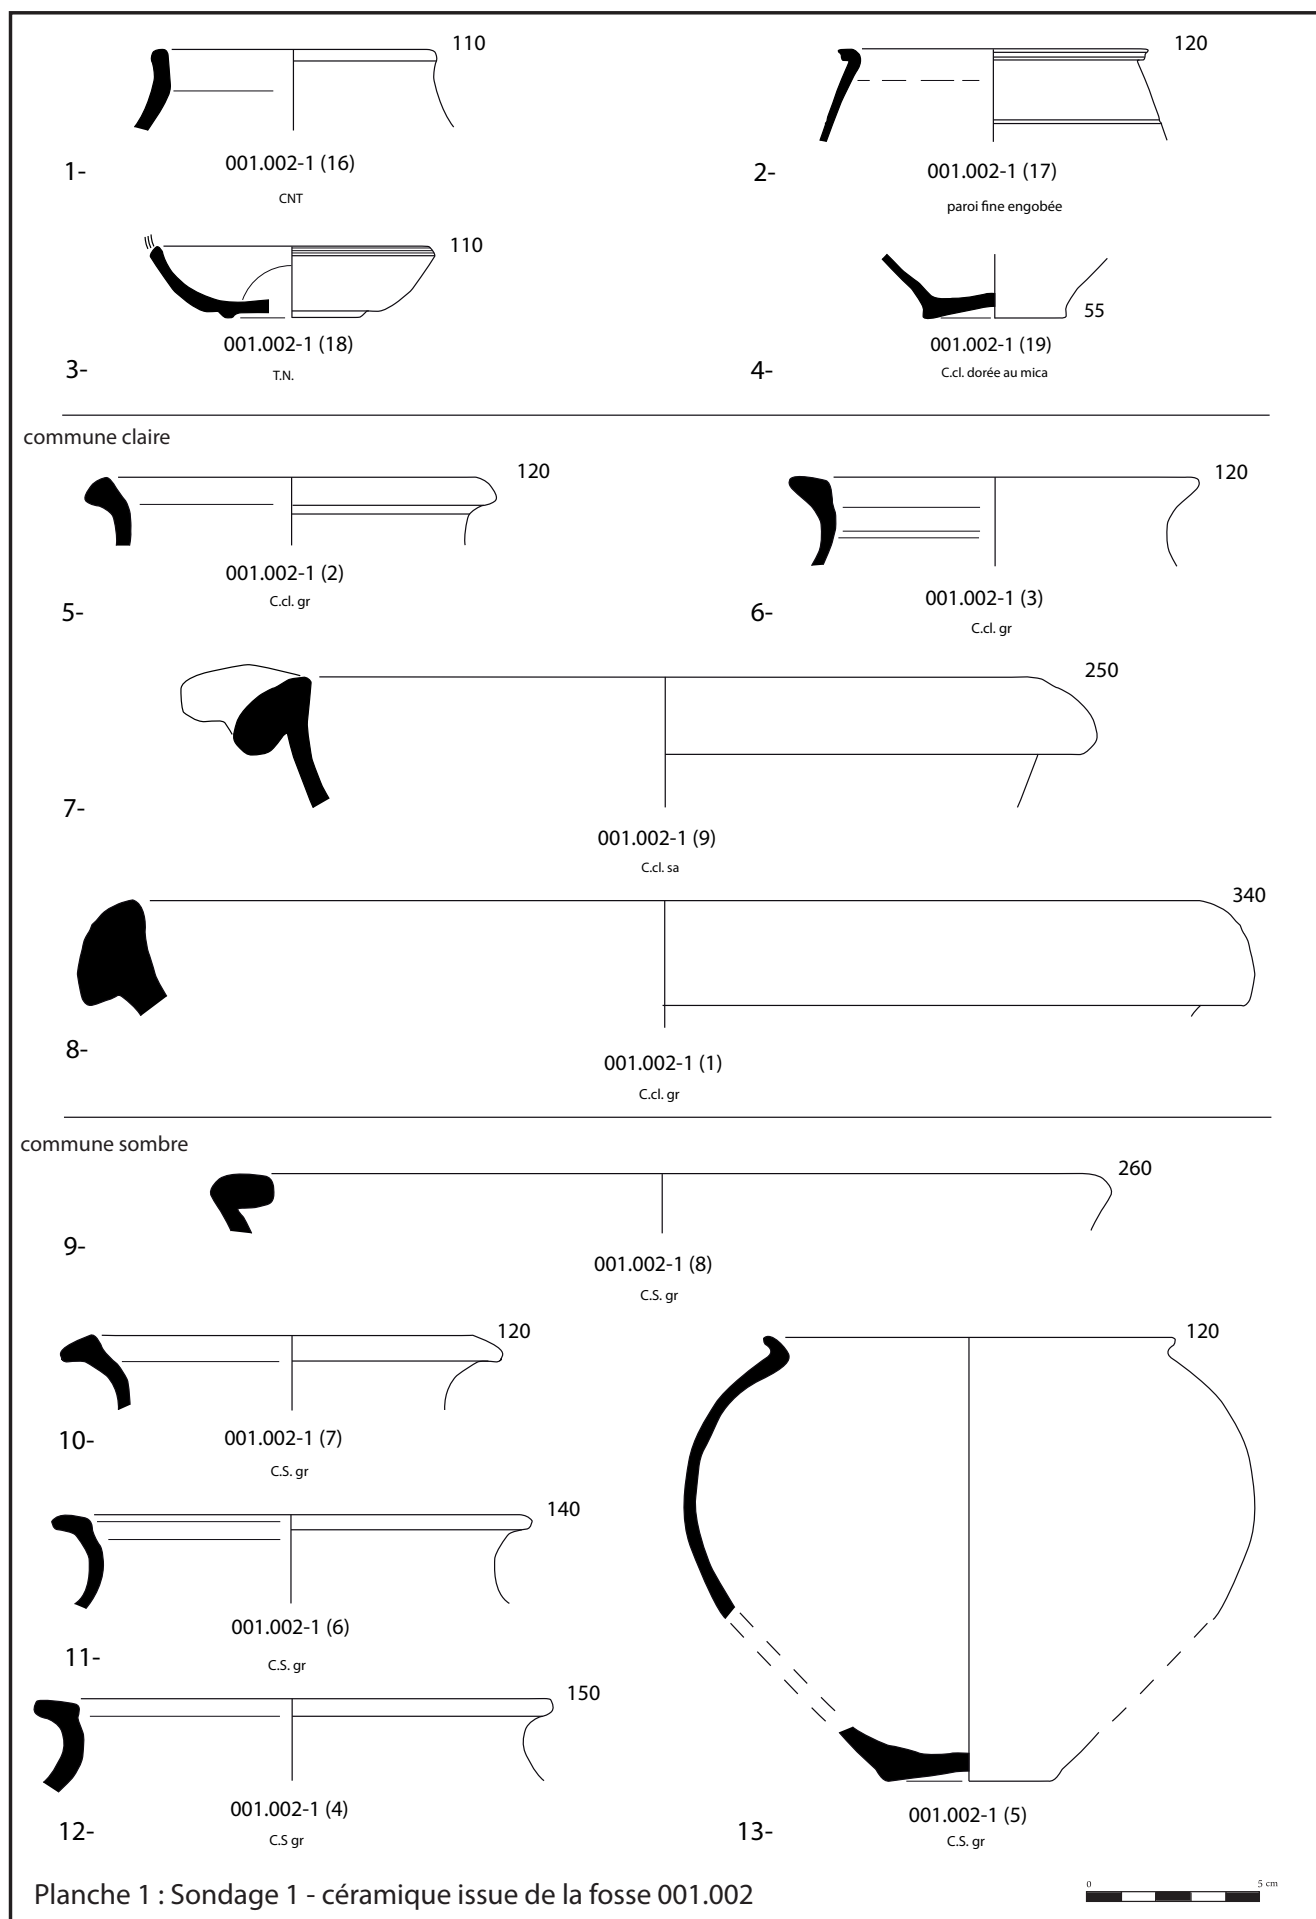 110
1-
001.002-1 (16)
CNT
120
2-
001.002-1 (17)
paroi fine engobée
110
3-
001.002-1 (18)
T.N.
55
4-
001.002-1 (19)
C.cl. dorée au mica
commune claire
120
5-
001.002-1 (2)
C.cl. gr
120
6-
001.002-1 (3)
C.cl. gr
250
7-
001.002-1 (9)
C.cl. sa
340
8-
001.002-1 (1)
C.cl. gr
commune sombre
260
9-
001.002-1 (8)
C.S. gr
120
10-
001.002-1 (7)
C.S. gr
140
11-
001.002-1 (6)
C.S. gr
150
12-
001.002-1 (4)
C.S gr
120
13-
001.002-1 (5)
C.S. gr
Planche 1 : Sondage 1 - céramique issue de la fosse 001.002
0 5 cm